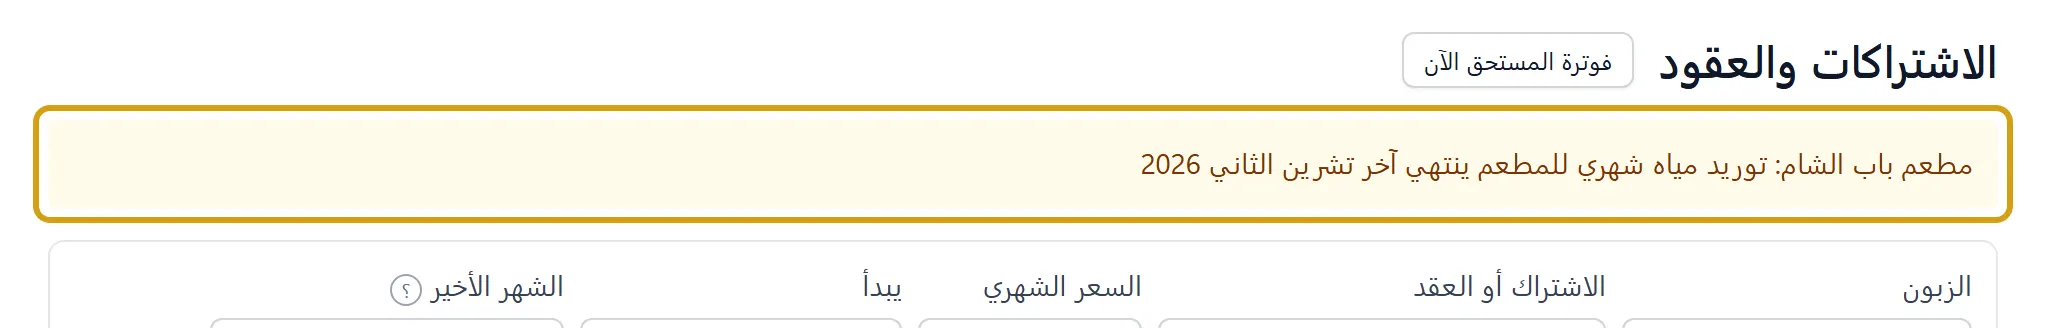 الاشتراكات والعقود
فوترة المستحق الآن
مطعم باب الشام: توريد مياه شهري للمطعم ينتهي آخر تشرين الثاني 2026
الزبون
الاشتراك أو العقد
السعر الشهري
يبدأ
الشهر الأخير ؟